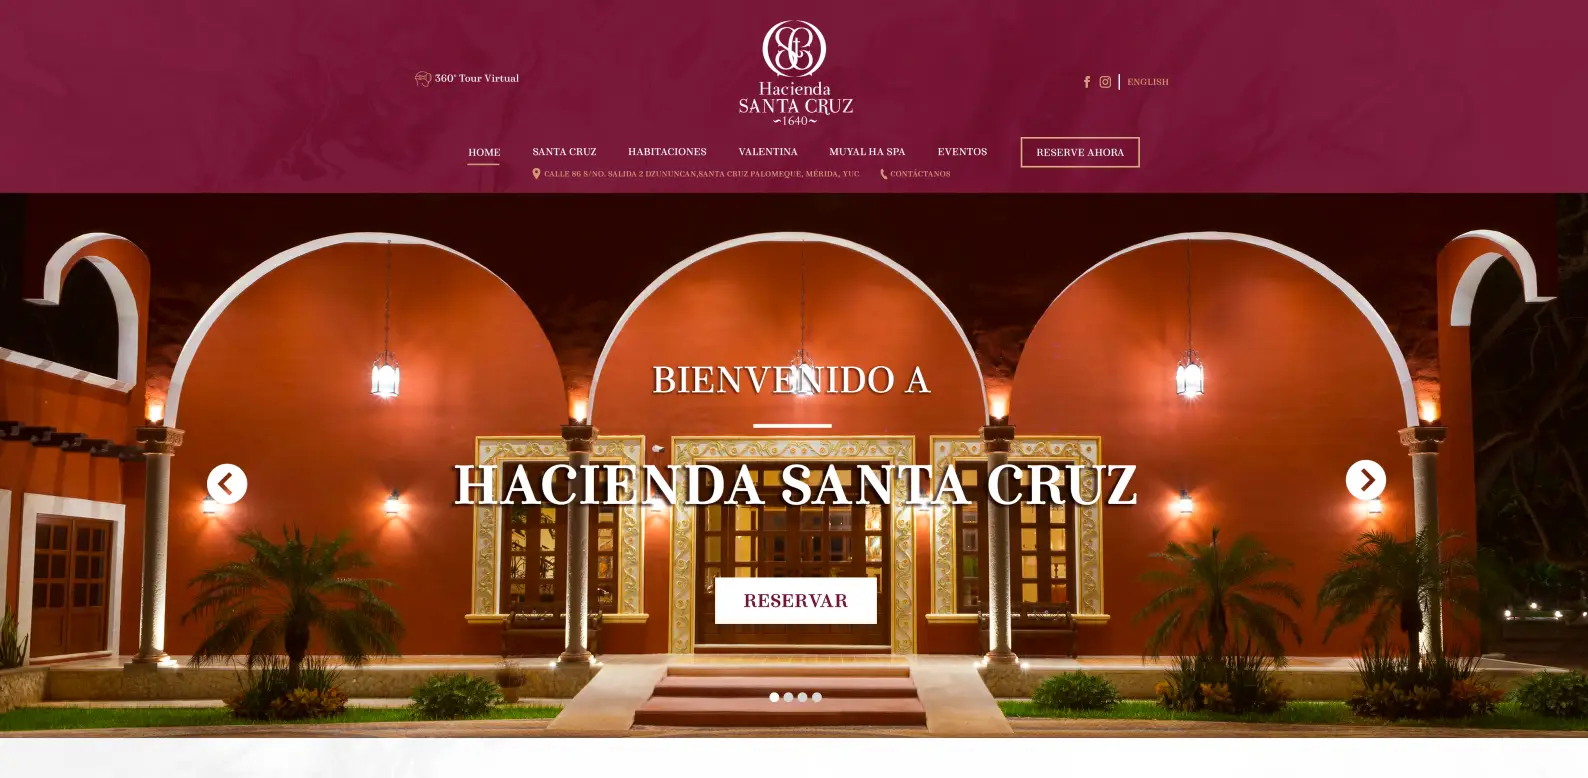 360° Tour Virtual
Hacienda
SANTA CRUZ
~1640~
ENGLISH
HOME
SANTA CRUZ
HABITACIONES
VALENTINA
MUYAL HA SPA
EVENTOS
RESERVE AHORA
CALLE 86 S/NO. SALIDA 2 DZUNUNCAN,SANTA CRUZ PALOMEQUE, MÉRIDA, YUC
CONTÁCTANOS
BIENVENIDO A
HACIENDA SANTA CRUZ
RESERVAR